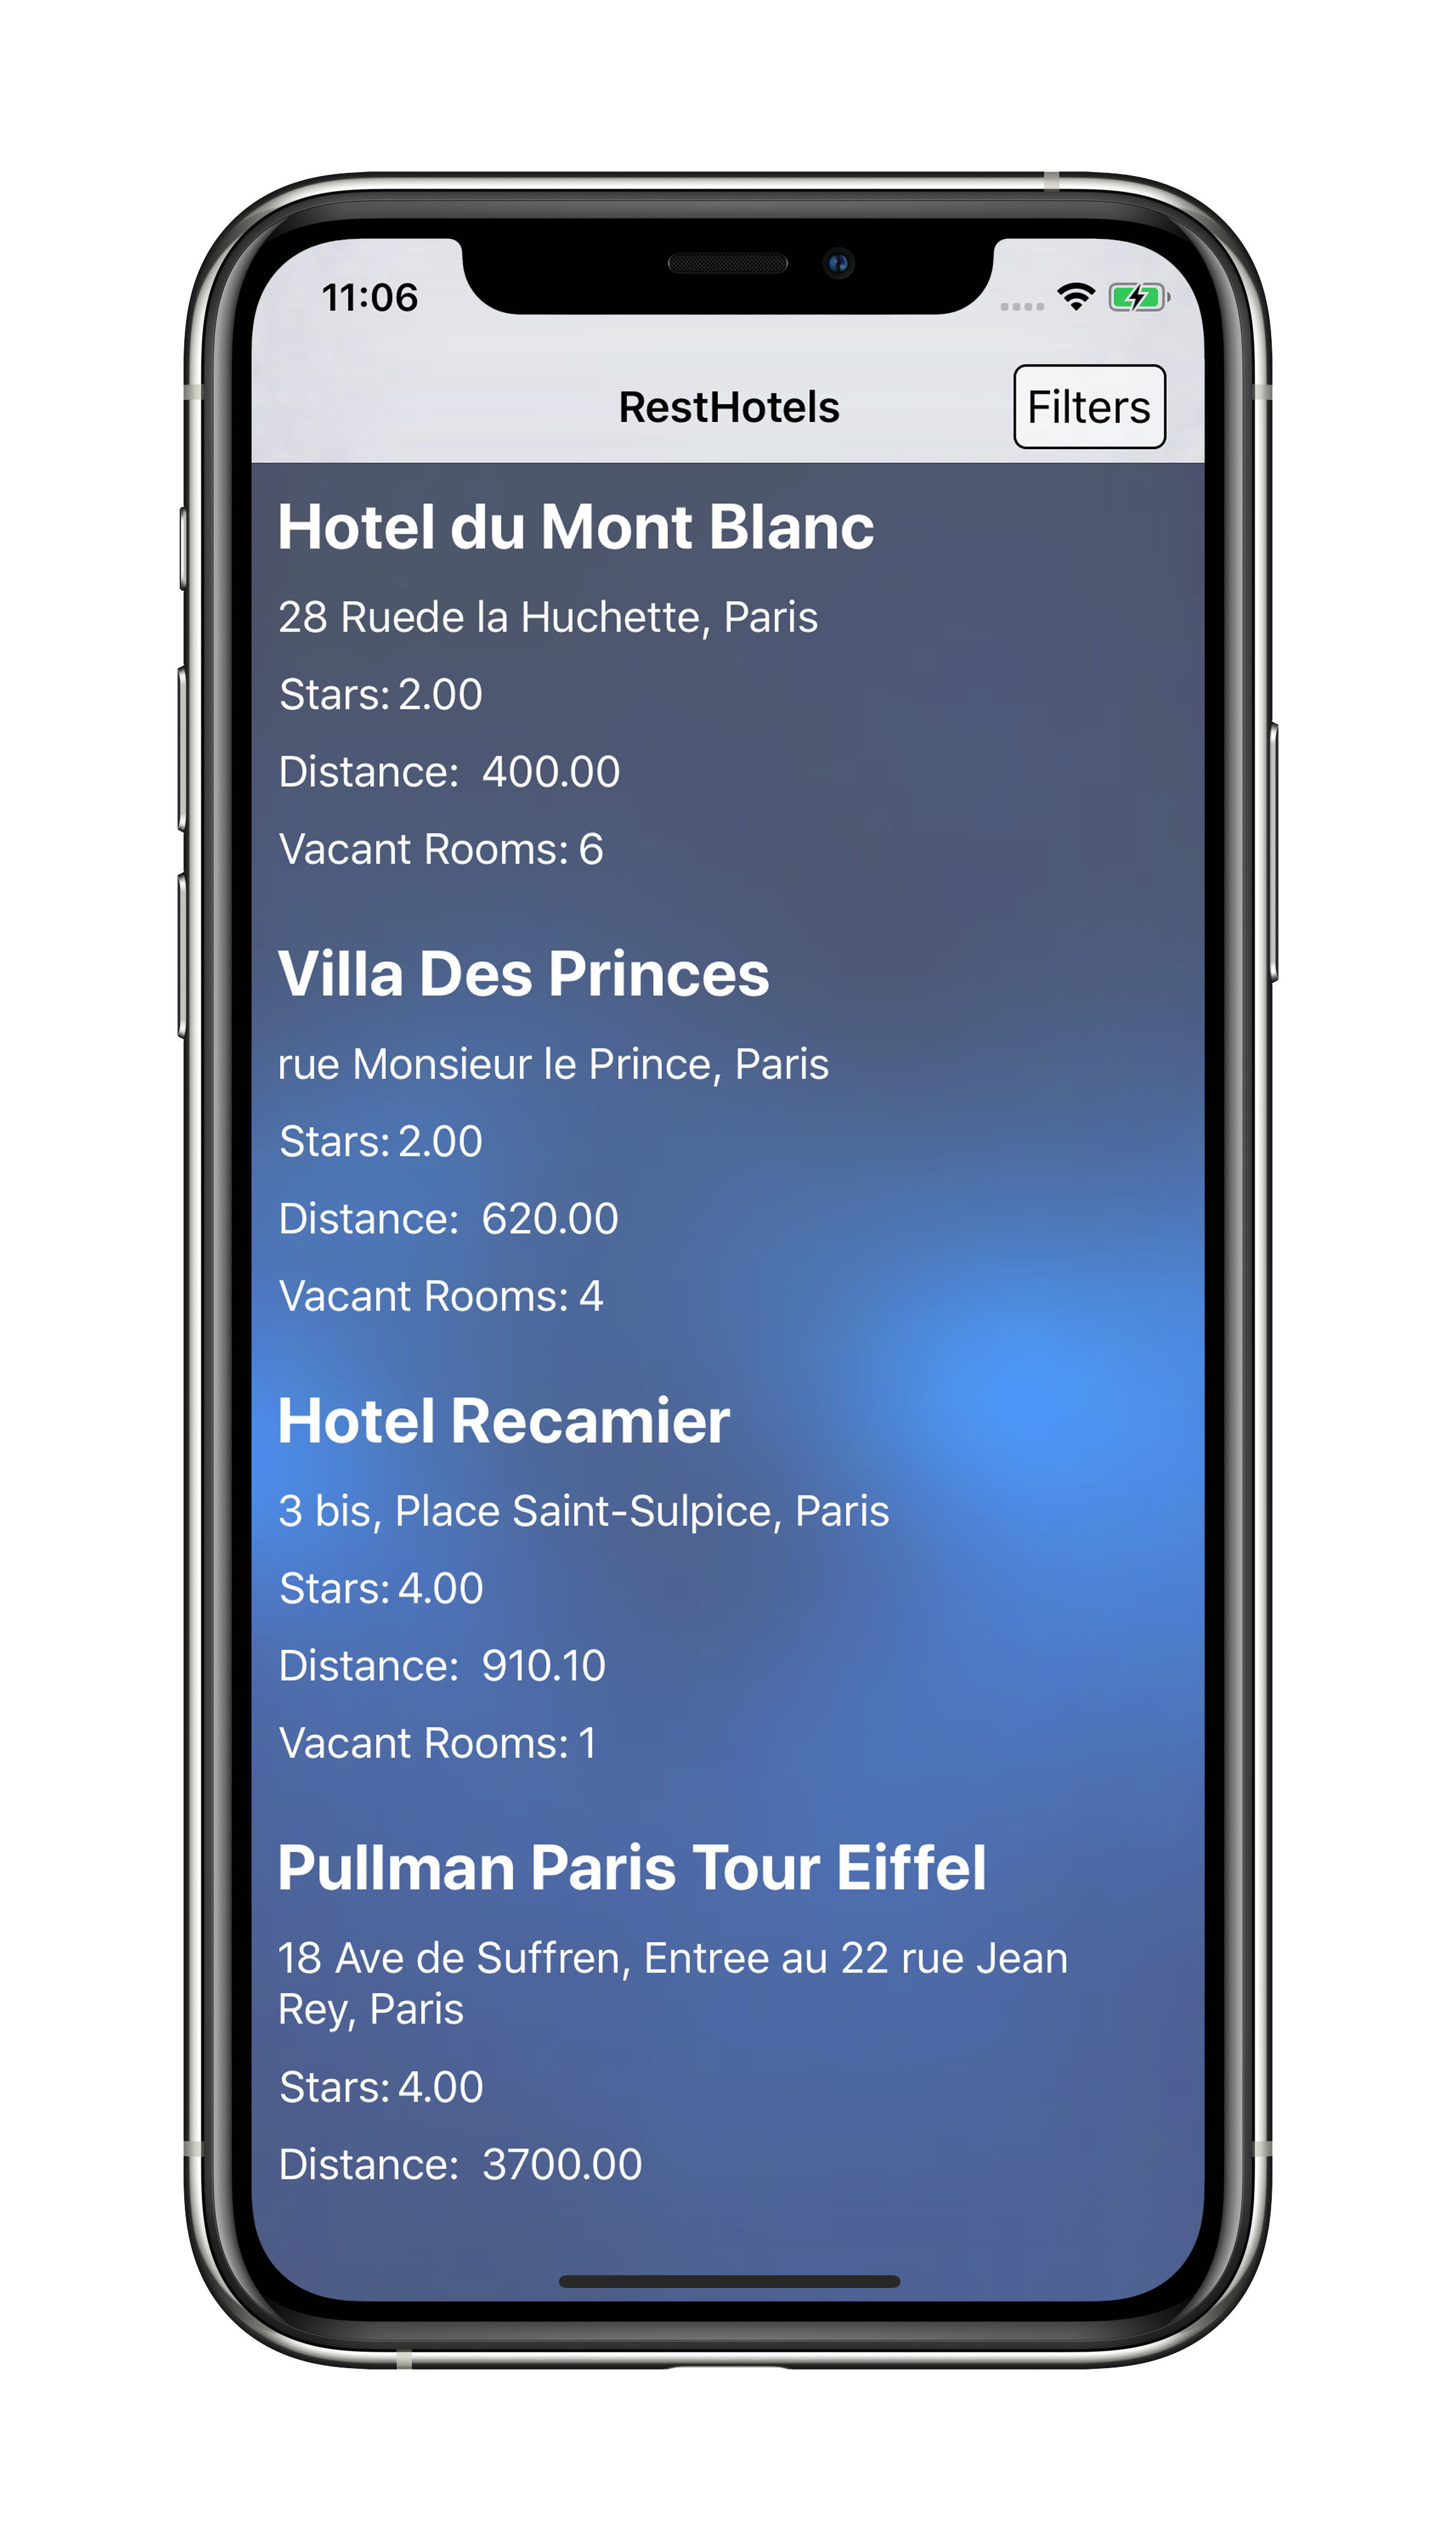 11:06
RestHotels
Filters
Hotel du Mont Blanc
28 Ruede la Huchette, Paris
Stars: 2.00
Distance: 400.00
Vacant Rooms: 6
Villa Des Princes
rue Monsieur le Prince, Paris
Stars: 2.00
Distance: 620.00
Vacant Rooms: 4
Hotel Recamier
3 bis, Place Saint-Sulpice, Paris
Stars: 4.00
Distance: 910.10
Vacant Rooms: 1
Pullman Paris Tour Eiffel
18 Ave de Suffren, Entree au 22 rue Jean
Rey, Paris
Stars: 4.00
Distance: 3700.00